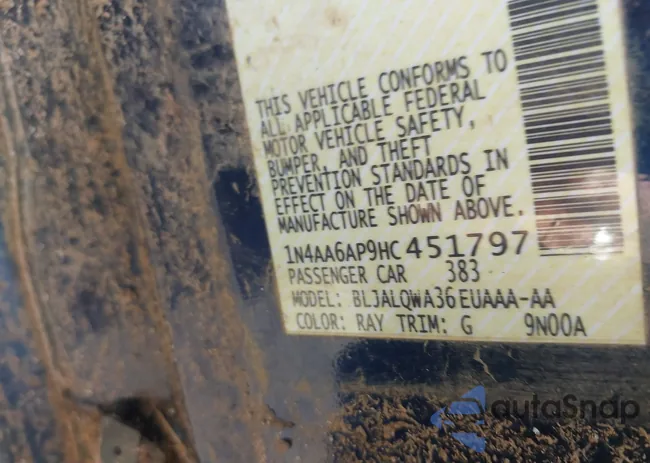 THIS VEHICLE CONFORMS TO
ALL APPLICABLE FEDERAL
MOTOR VEHICLE SAFETY,
BUMPER, AND THEFT
PREVENTION STANDARDS IN
EFFECT ON THE DATE OF
MANUFACTURE SHOWN ABOVE.
1N4AA6AP9HC451797
PASSENGER CAR 383
MODEL: BLJALQWA36EUAAA-AA
COLOR: RAY TRIM: G 9N00A
autoSnap